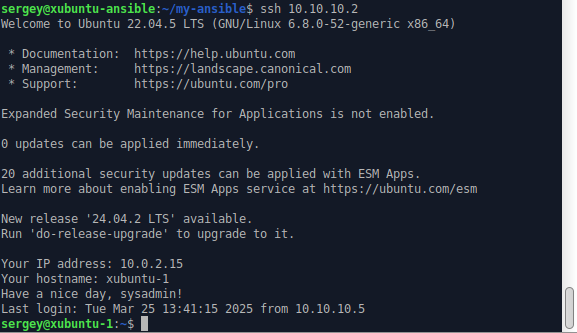 sergey@xubuntu-ansible:~/my-ansible$ ssh 10.10.10.2
Welcome to Ubuntu 22.04.5 LTS (GNU/Linux 6.8.0-52-generic x86_64)

 * Documentation:  https://help.ubuntu.com
 * Management:     https://landscape.canonical.com
 * Support:        https://ubuntu.com/pro

Expanded Security Maintenance for Applications is not enabled.

0 updates can be applied immediately.

20 additional security updates can be applied with ESM Apps.
Learn more about enabling ESM Apps service at https://ubuntu.com/esm

New release '24.04.2 LTS' available.
Run 'do-release-upgrade' to upgrade to it.

Your IP address: 10.0.2.15
Your hostname: xubuntu-1
Have a nice day, sysadmin!
Last login: Tue Mar 25 13:41:15 2025 from 10.10.10.5
sergey@xubuntu-1:~$